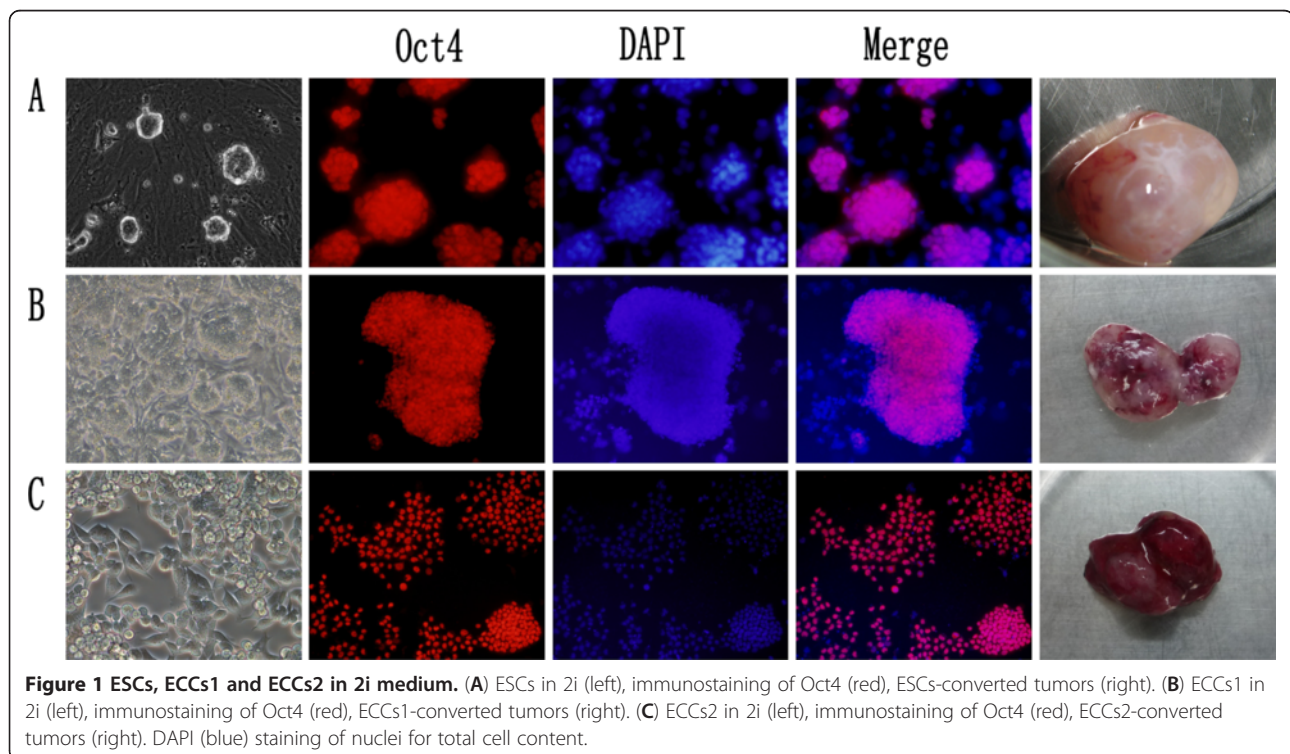 Oct4 DAPI Merge
A
B
C
Figure 1 ESCs, ECCs1 and ECCs2 in 2i medium. (A) ESCs in 2i (left), immunostaining of Oct4 (red), ESCs-converted tumors (right). (B) ECCs1 in
2i (left), immunostaining of Oct4 (red), ECCs1-converted tumors (right). (C) ECCs2 in 2i (left), immunostaining of Oct4 (red), ECCs2-converted
tumors (right). DAPI (blue) staining of nuclei for total cell content.